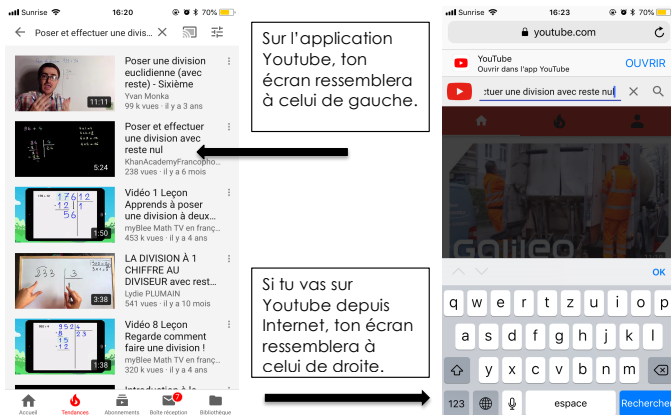 Sunrise 16:20 70%
Poser et effectuer une divis...
Poser une division
euclidienne (avec
reste) - Sixième
Yvan Monka
99 k vues · il y a 3 ans
11:11
Poser et effectuer
une division avec
reste nul
KhanAcademyFrancopho...
238 vues · il y a 6 mois
5:24
Vidéo 1 Leçon
Apprends à poser
une division à deux...
myBlee Math TV en franç...
453 k vues · il y a 4 ans
1:50
LA DIVISION À 1
CHIFFRE AU
DIVISEUR avec rest...
Lydie PLUMAIN
541 vues · il y a 10 mois
3:38
Vidéo 8 Leçon
Regarde comment
faire une division !
myBlee Math TV en franç...
320 k vues · il y a 4 ans
1:38
Accueil Tendances Abonnements Boîte réception Bibliothèque
7
Sur l'application
Youtube, ton
écran ressemblera
à celui de gauche.
Si tu vas sur
Youtube depuis
Internet, ton écran
ressemblera à
celui de droite.
Sunrise 16:23 70%
youtube.com
YouTube
Ouvrir dans l'app YouTube
OUVRIR
:tuer une division avec reste nul
GALILEO
OK
q w e r t z u i o p
a s d f g h j k l
y x c v b n m
123 espace Rechercher